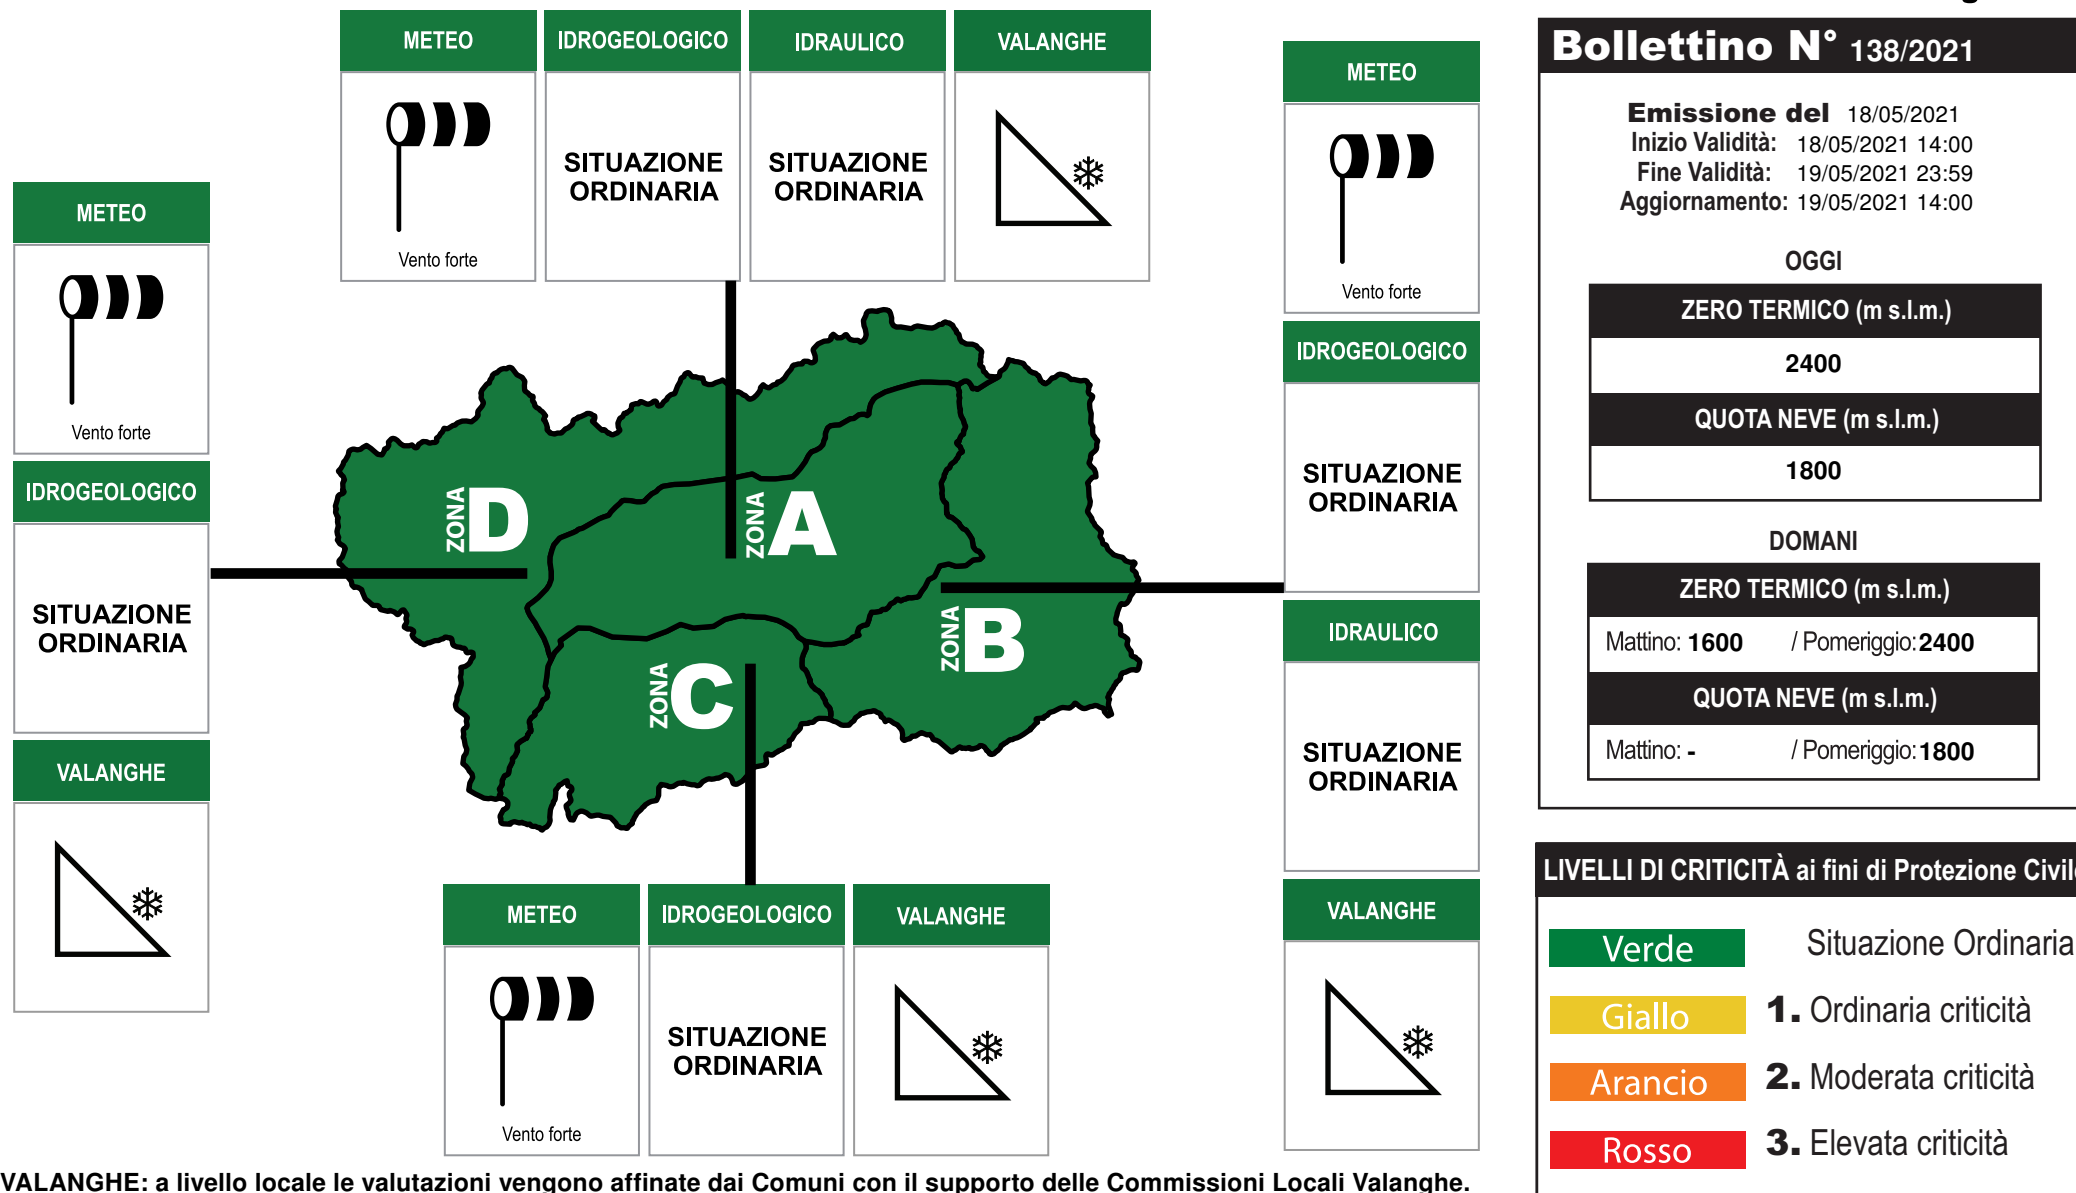 METEO
Vento forte
IDROGEOLOGICO
SITUAZIONE
ORDINARIA
IDRAULICO
SITUAZIONE
ORDINARIA
VALANGHE
METEO
Vento forte
IDROGEOLOGICO
SITUAZIONE
ORDINARIA
VALANGHE
METEO
Vento forte
IDROGEOLOGICO
SITUAZIONE
ORDINARIA
IDRAULICO
SITUAZIONE
ORDINARIA
VALANGHE
ZONA D
ZONA A
ZONA B
ZONA C
METEO
Vento forte
IDROGEOLOGICO
SITUAZIONE
ORDINARIA
VALANGHE
VALANGHE: a livello locale le valutazioni vengono affinate dai Comuni con il supporto delle Commissioni Locali Valanghe.
Bollettino N° 138/2021
Emissione del 18/05/2021
Inizio Validità: 18/05/2021 14:00
Fine Validità: 19/05/2021 23:59
Aggiornamento: 19/05/2021 14:00
OGGI
ZERO TERMICO (m s.l.m.)
2400
QUOTA NEVE (m s.l.m.)
1800
DOMANI
ZERO TERMICO (m s.l.m.)
Mattino: 1600 / Pomeriggio: 2400
QUOTA NEVE (m s.l.m.)
Mattino: - / Pomeriggio: 1800
LIVELLI DI CRITICITÀ ai fini di Protezione Civile
Verde Situazione Ordinaria
Giallo 1. Ordinaria criticità
Arancio 2. Moderata criticità
Rosso 3. Elevata criticità